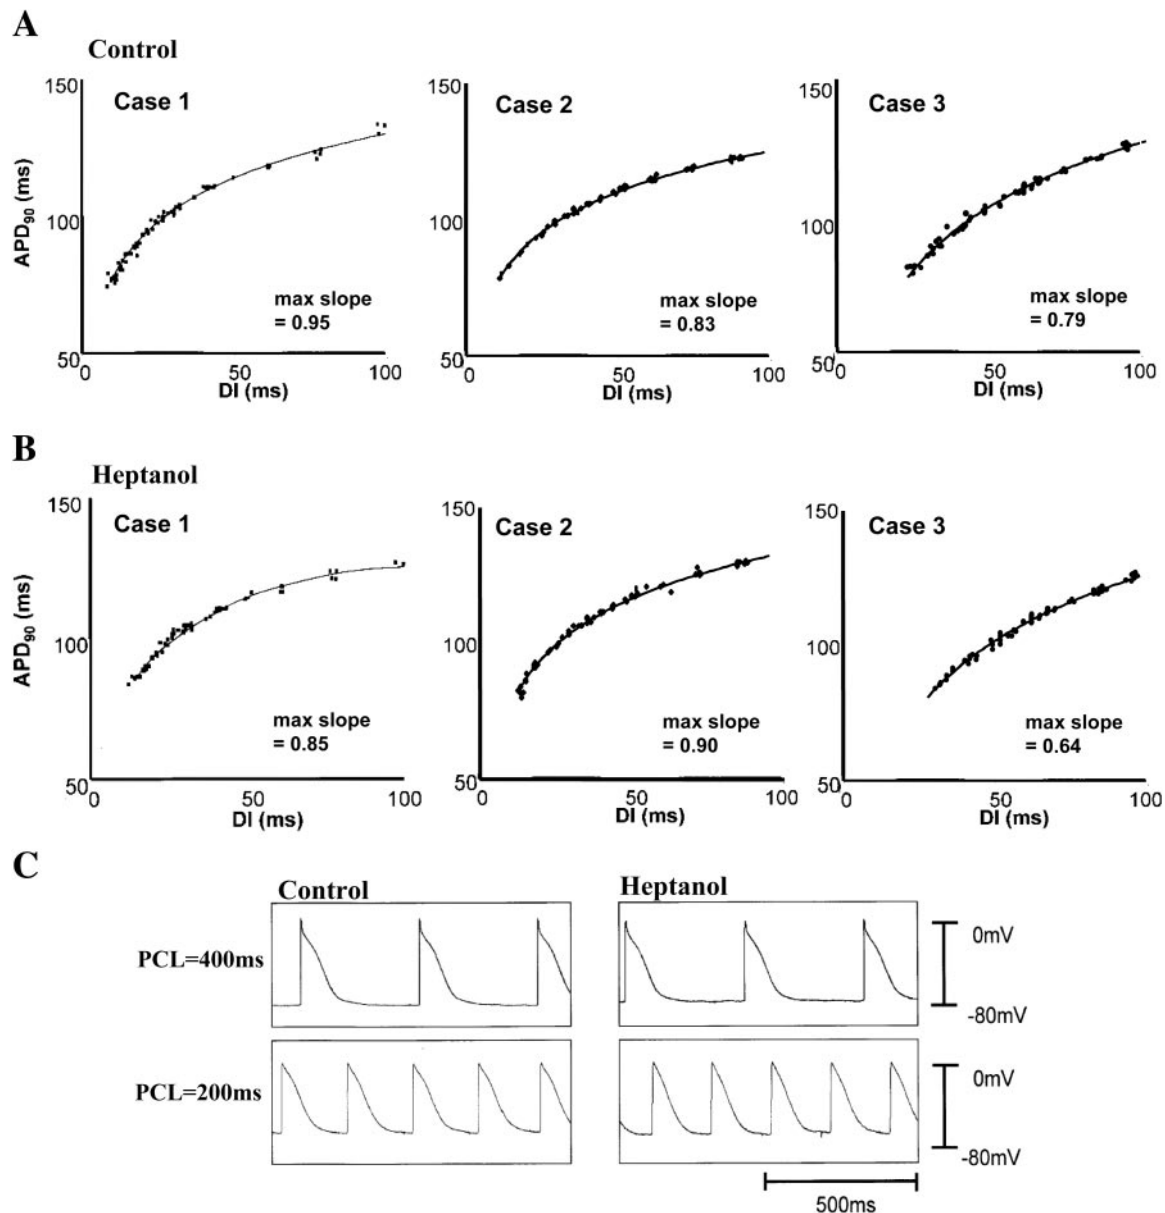 A
Control
150
100
50
APD90 (ms)
Case 1
max slope
= 0.95
0
50
100
DI (ms)
150
100
50
Case 2
max slope
= 0.83
0
50
100
DI (ms)
150
100
50
Case 3
max slope
= 0.79
0
50
100
DI (ms)
B
Heptanol
150
100
50
APD90 (ms)
Case 1
max slope
= 0.85
0
50
100
DI (ms)
150
100
50
Case 2
max slope
= 0.90
0
50
100
DI (ms)
150
100
50
Case 3
max slope
= 0.64
0
50
100
DI (ms)
C
Control
Heptanol
PCL=400ms
0mV
-80mV
PCL=200ms
0mV
-80mV
500ms